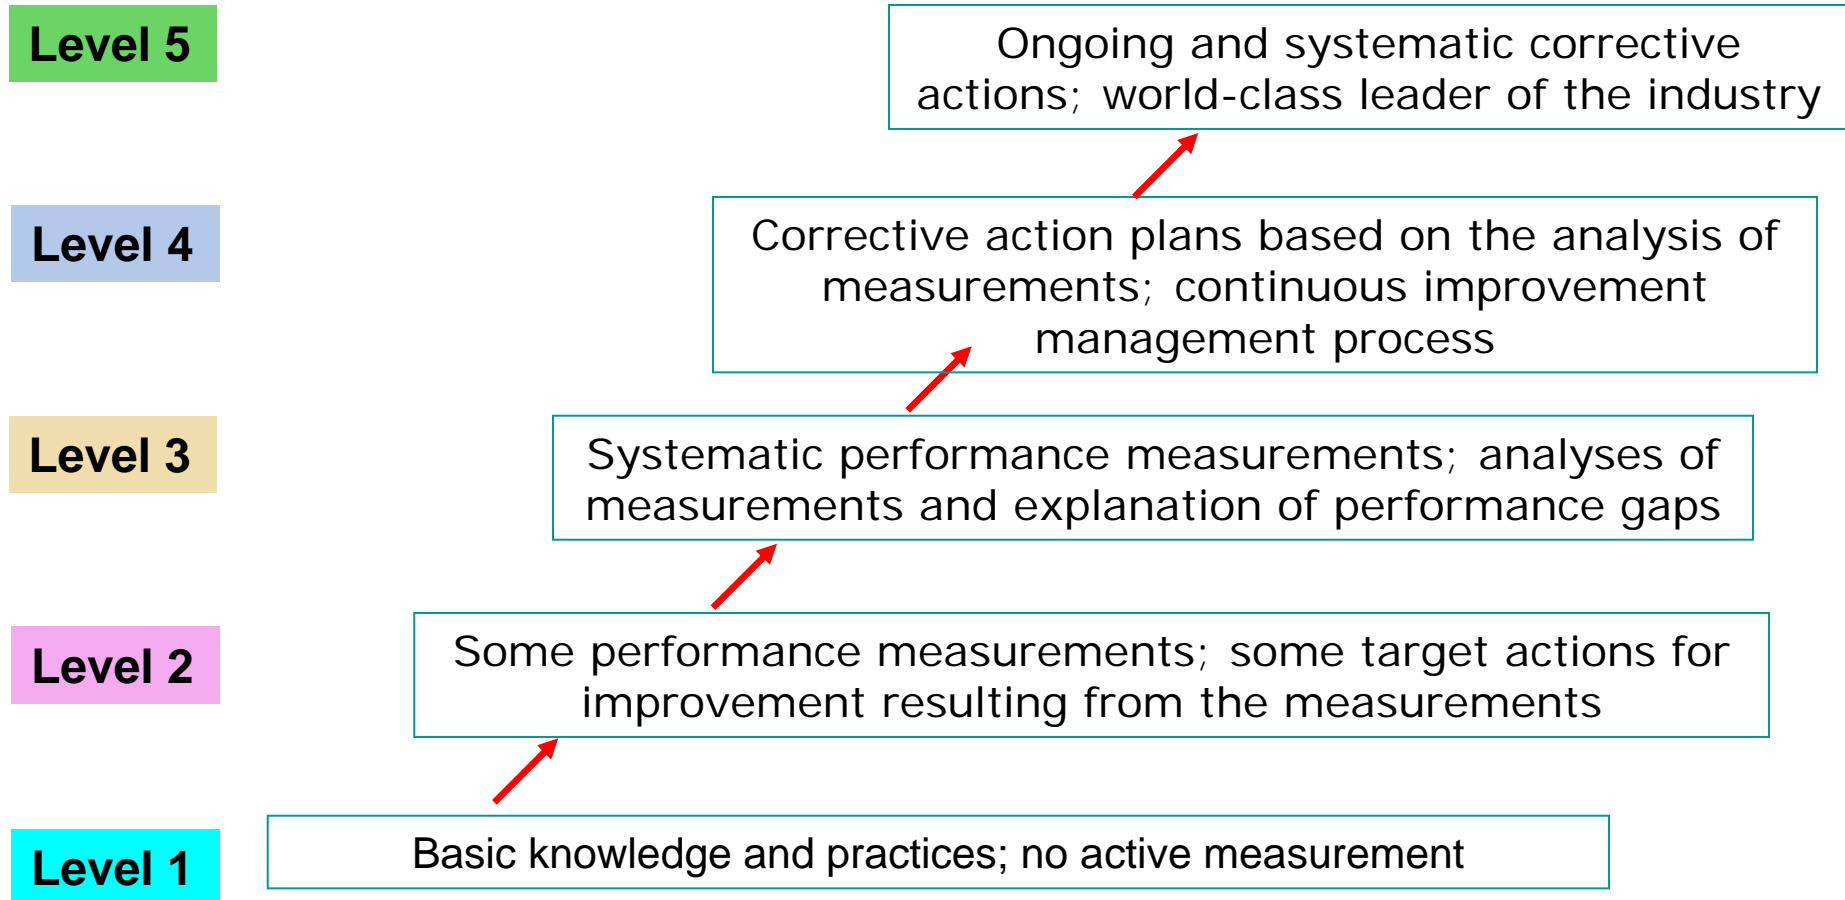 Level 5
Ongoing and systematic corrective
actions; world-class leader of the industry
Level 4
Corrective action plans based on the analysis of
measurements; continuous improvement
management process
Level 3
Systematic performance measurements; analyses of
measurements and explanation of performance gaps
Level 2
Some performance measurements; some target actions for
improvement resulting from the measurements
Level 1
Basic knowledge and practices; no active measurement